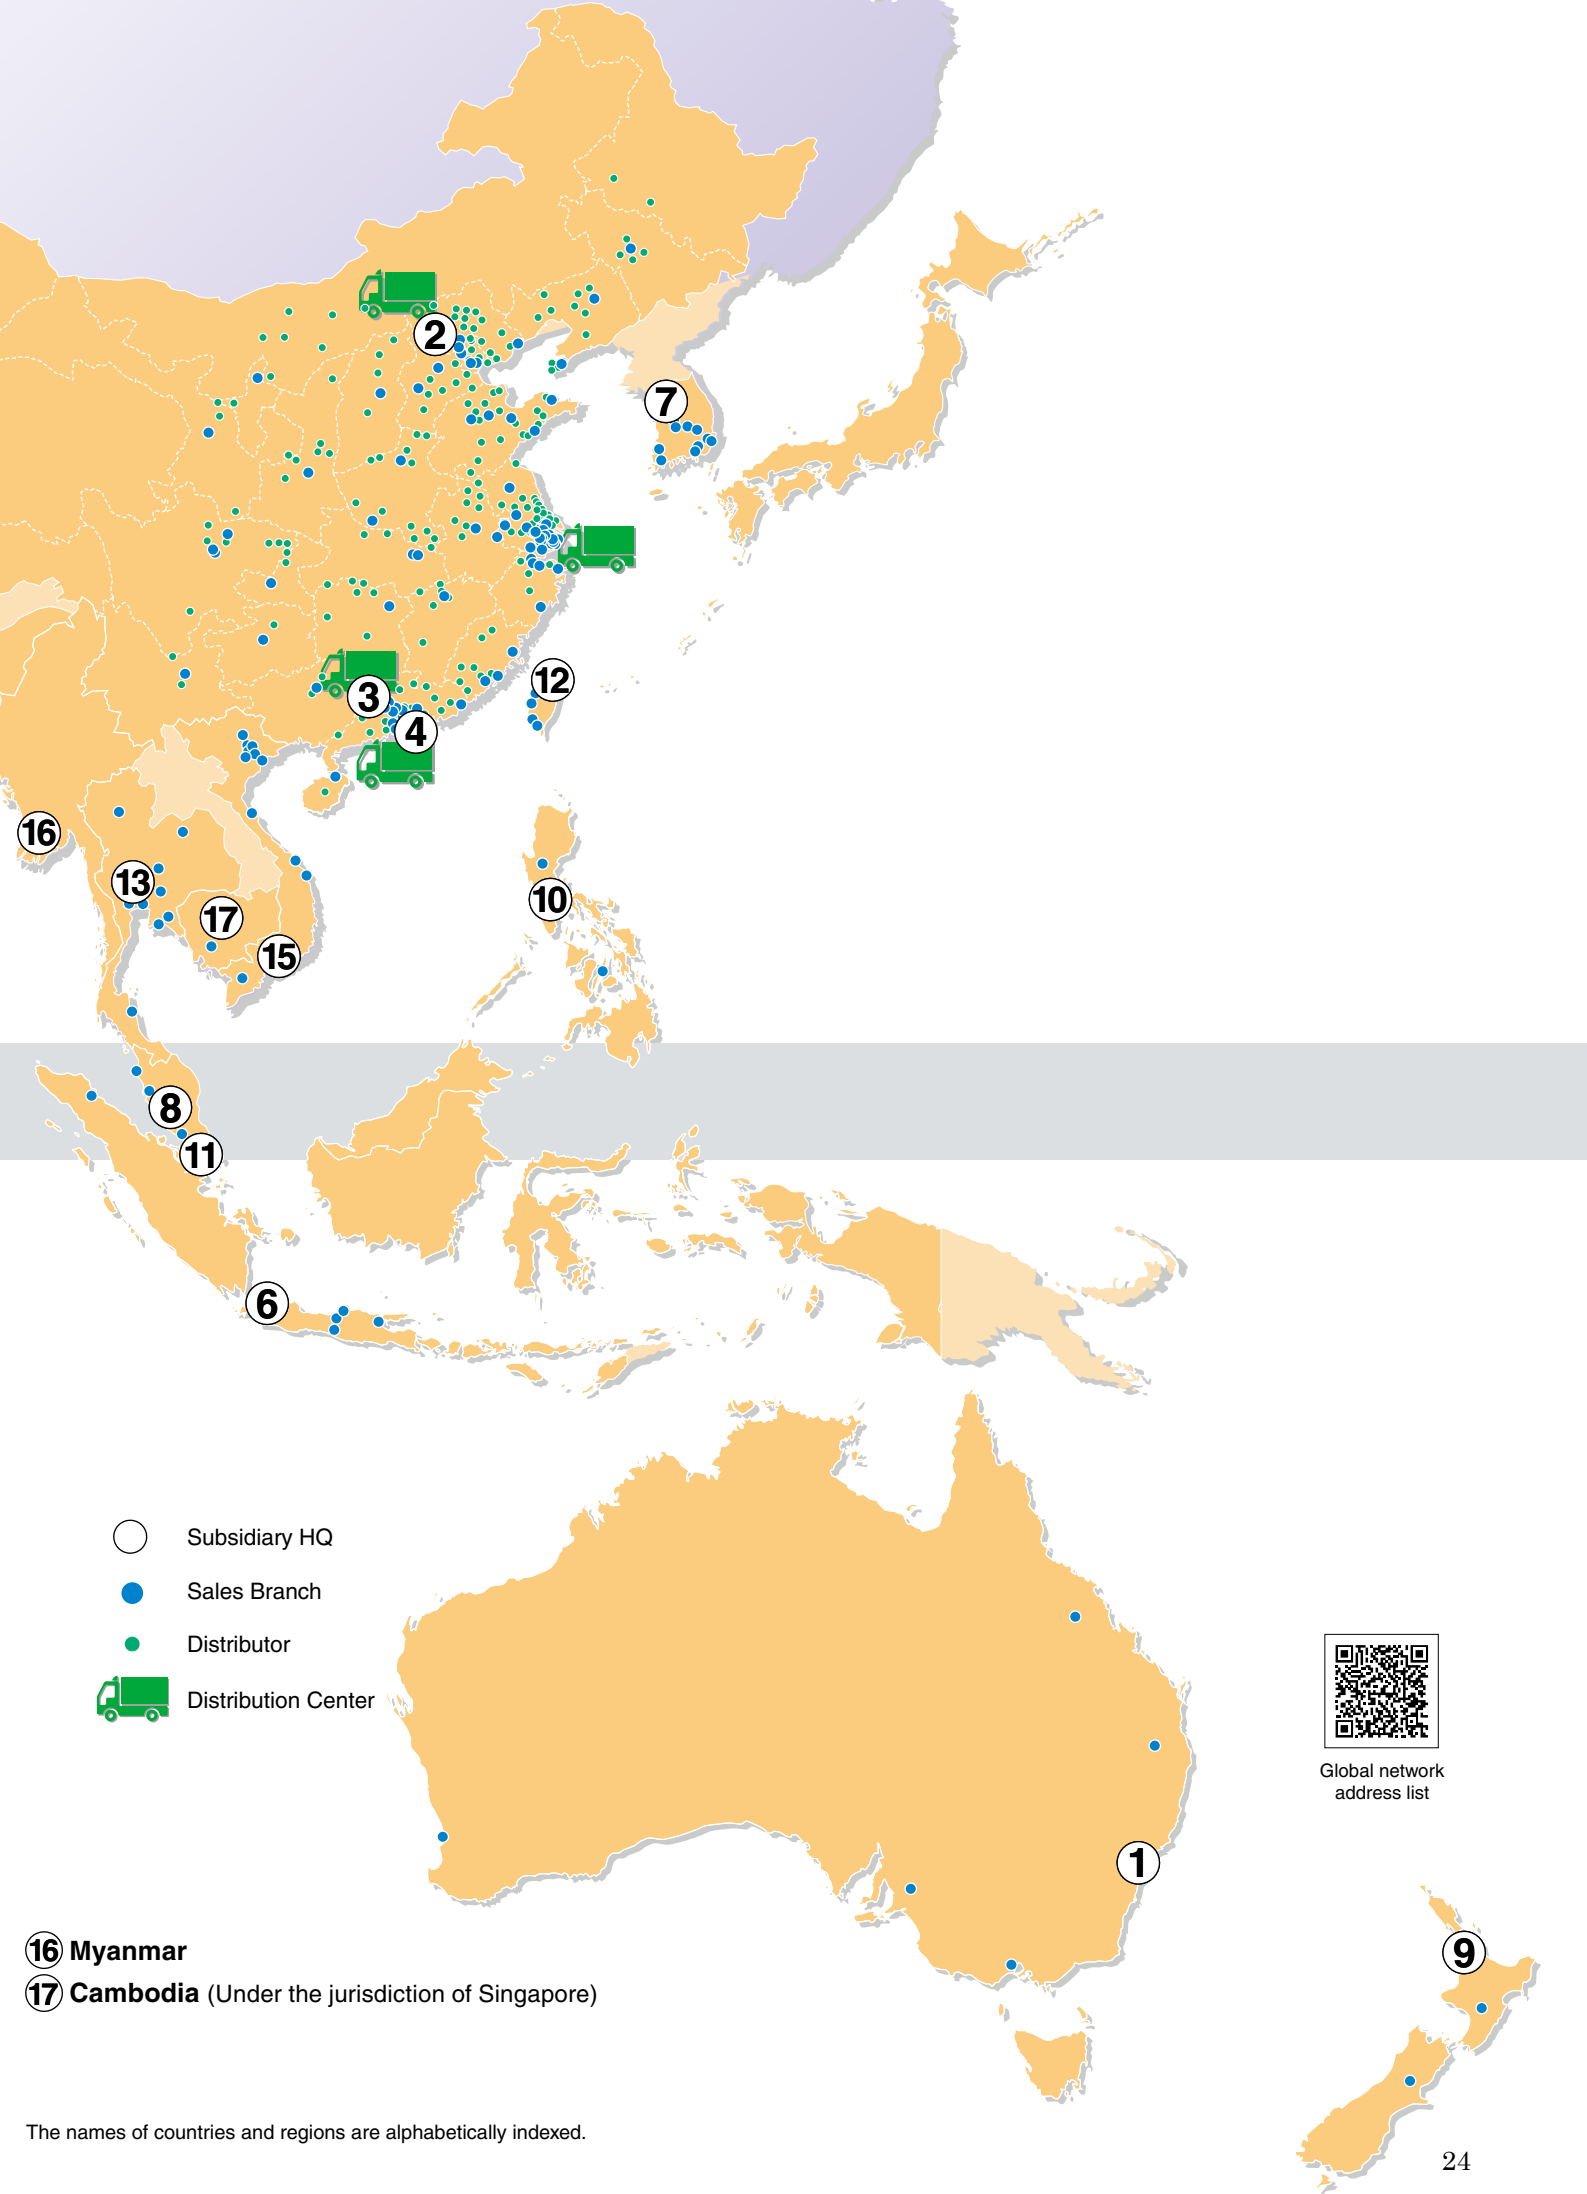 2
7
3
12
4
16
13
10
17
15
8
11
6
Subsidiary HQ
Sales Branch
Distributor
Distribution Center
Global network
address list
1
16 Myanmar
9
17 Cambodia (Under the jurisdiction of Singapore)
The names of countries and regions are alphabetically indexed.
24